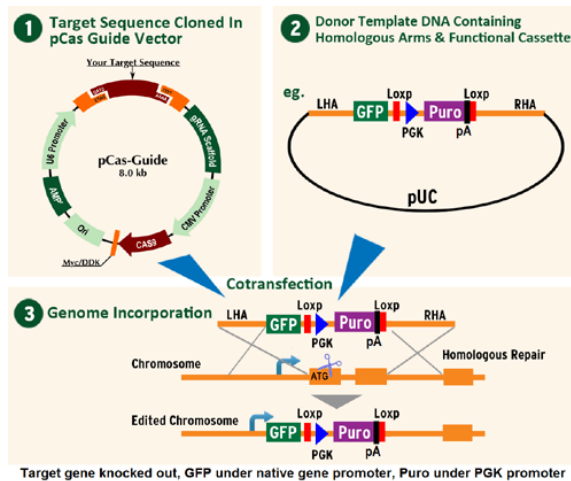 1 Target Sequence Cloned In
pCas Guide Vector
Your Target Sequence
U6 Promoter
pRNA Scaffold
pCas-Guide
8.0 kb
AMP
CMV Promoter
Ori
CAS9
Myc/DDK
2 Donor Template DNA Containing
Homologous Arms & Functional Cassette
eg.
Loxp Loxp
LHA GFP Puro RHA
PGK pA
pUC
Cotransfection
3 Genome Incorporation
LHA Loxp Loxp RHA
GFP Puro
PGK pA
Chromosome Homologous Repair
ATG
Edited Chromosome Loxp Loxp
GFP Puro
PGK pA
Target gene knocked out, GFP under native gene promoter, Puro under PGK promoter